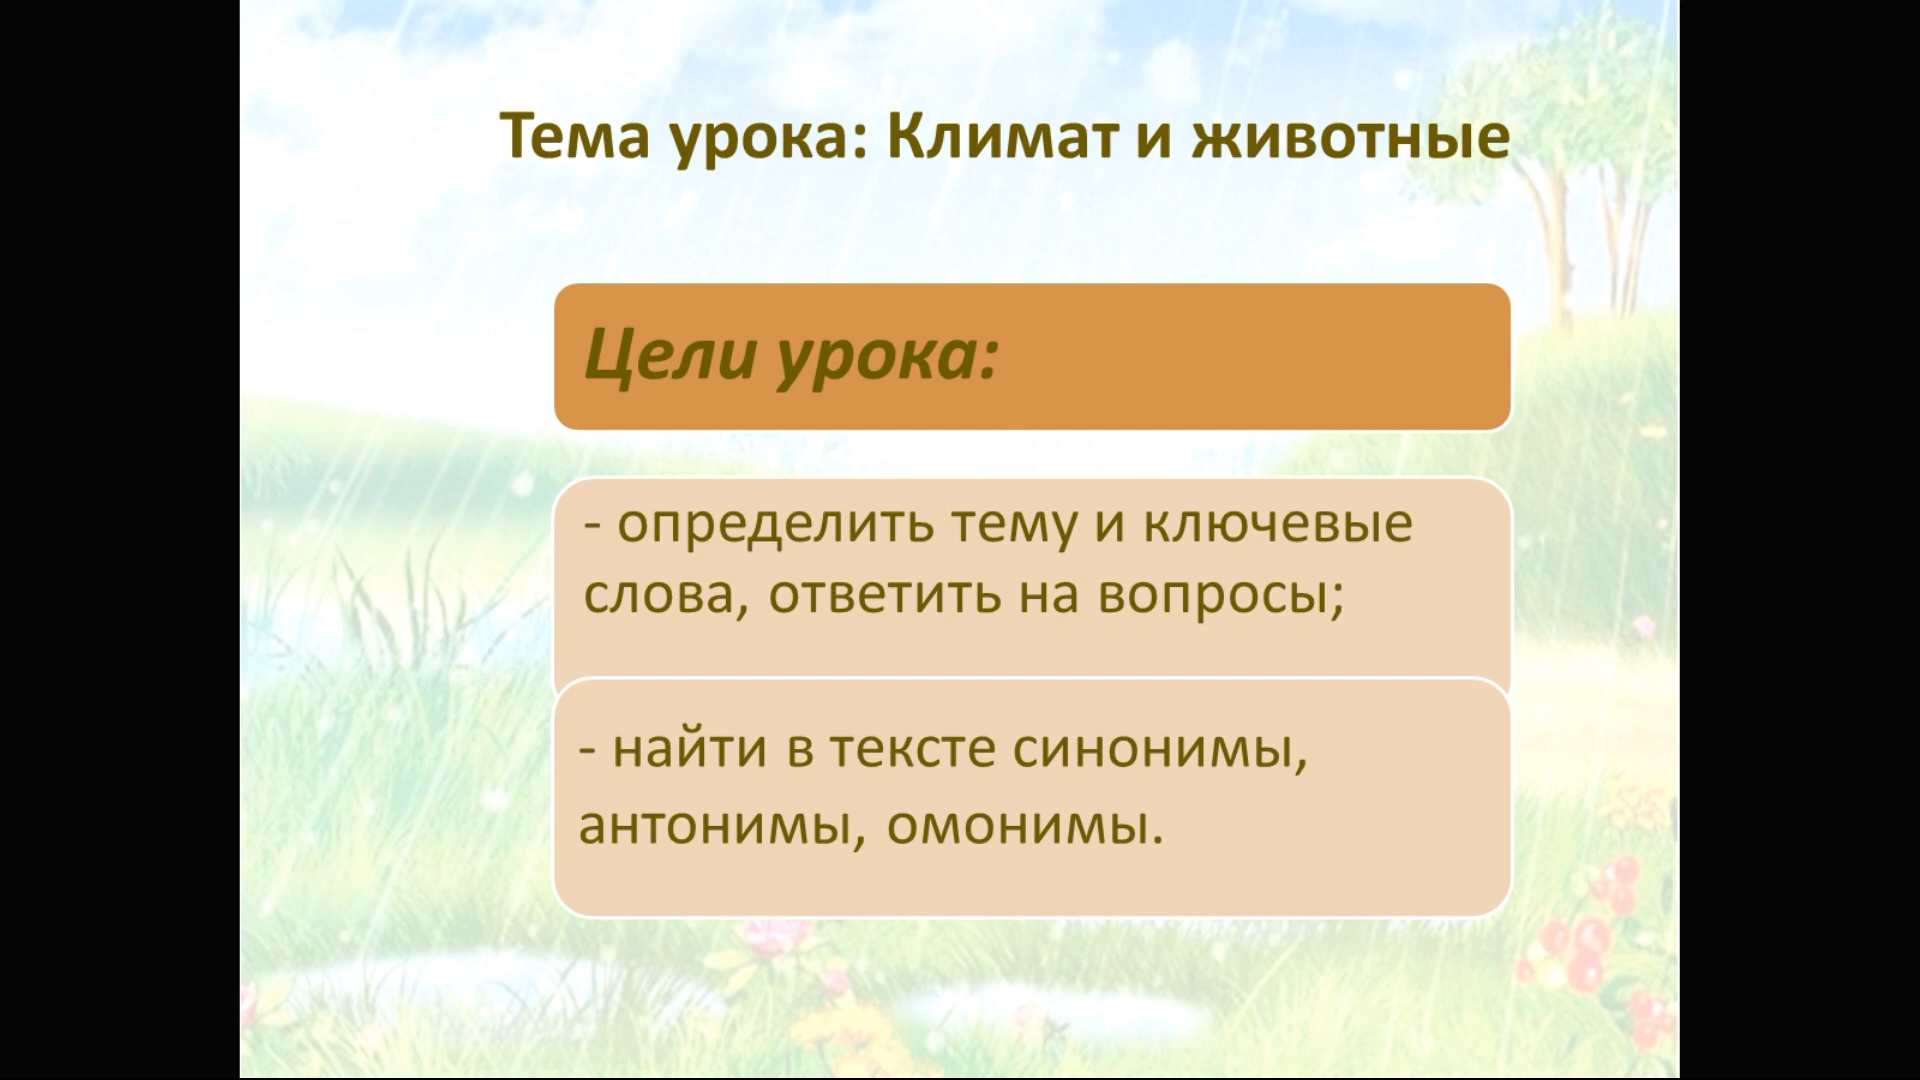 Тема урока: Климат и животные
Цели урока:
- определить тему и ключевые
слова, ответить на вопросы;
- найти в тексте синонимы,
антонимы, омонимы.